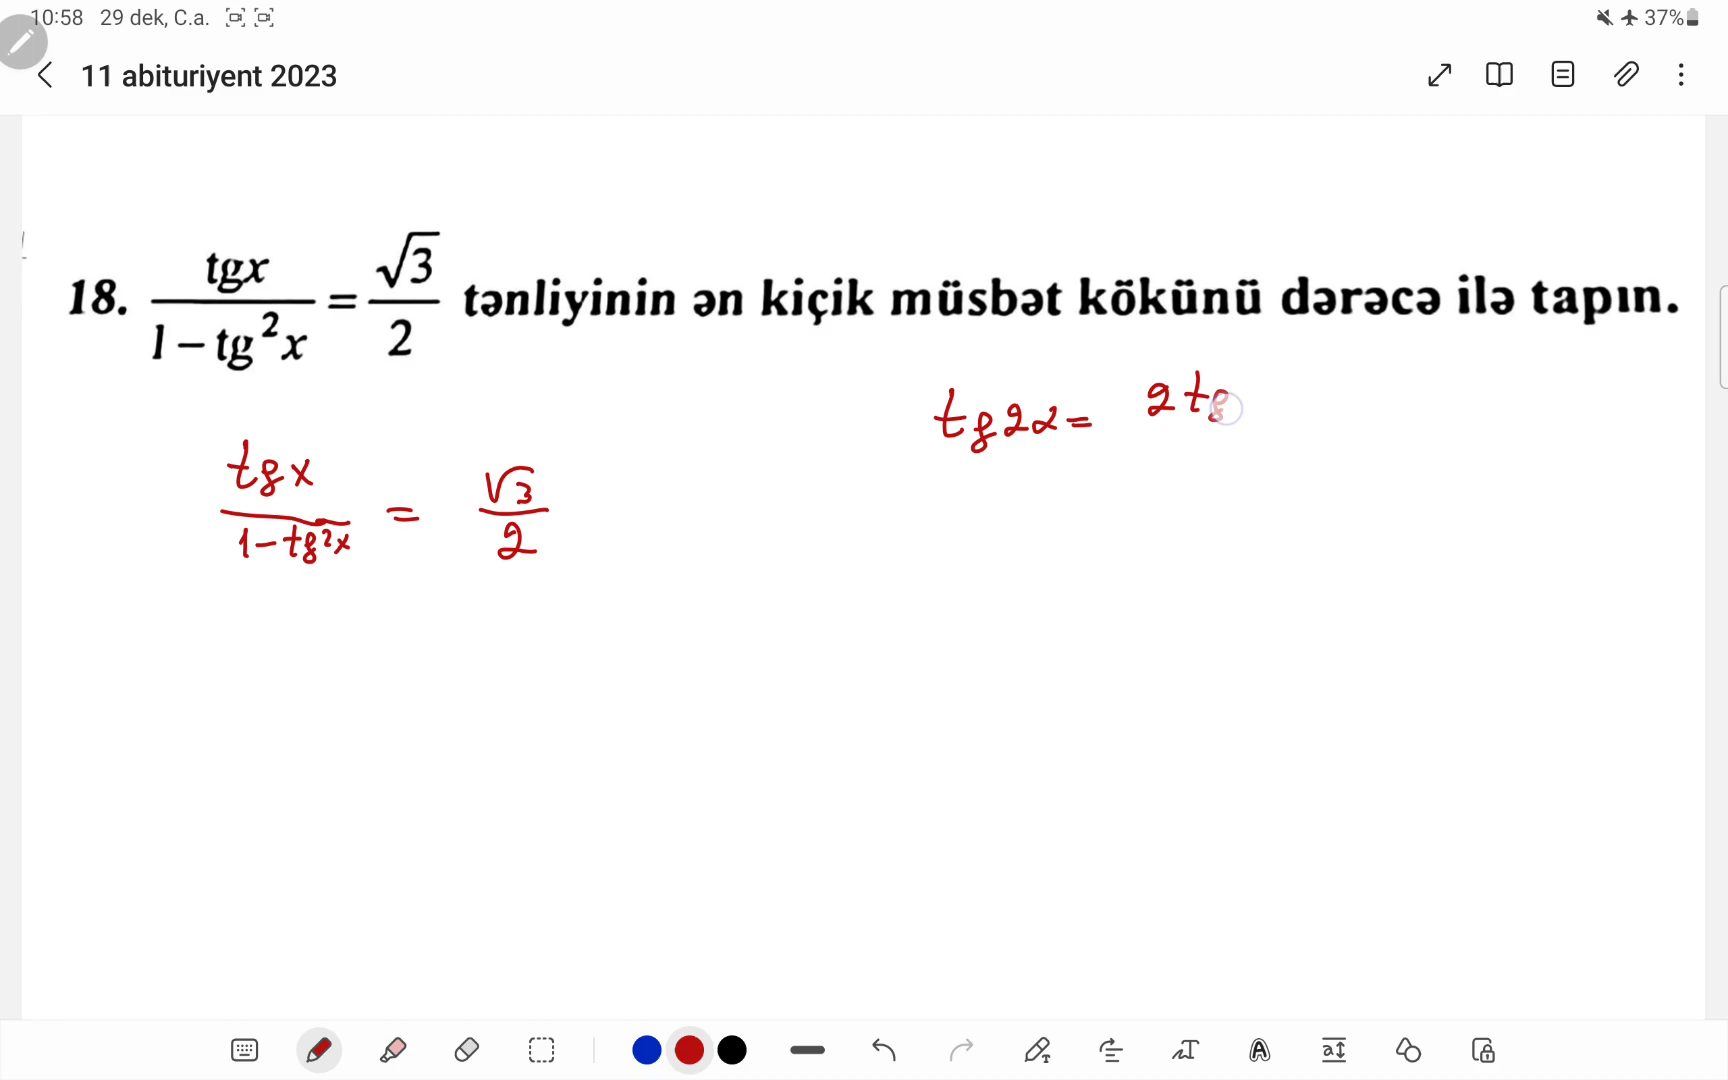 10:58 29 dek, C.a. 37%
11 abituriyent 2023
18. tgx / (1 – tg²x) = √3 / 2 tənliyinin ən kiçik müsbət kökünü dərəcə ilə tapın.
tg2α = 2tg
tgx / (1 – tg²x) = √3 / 2